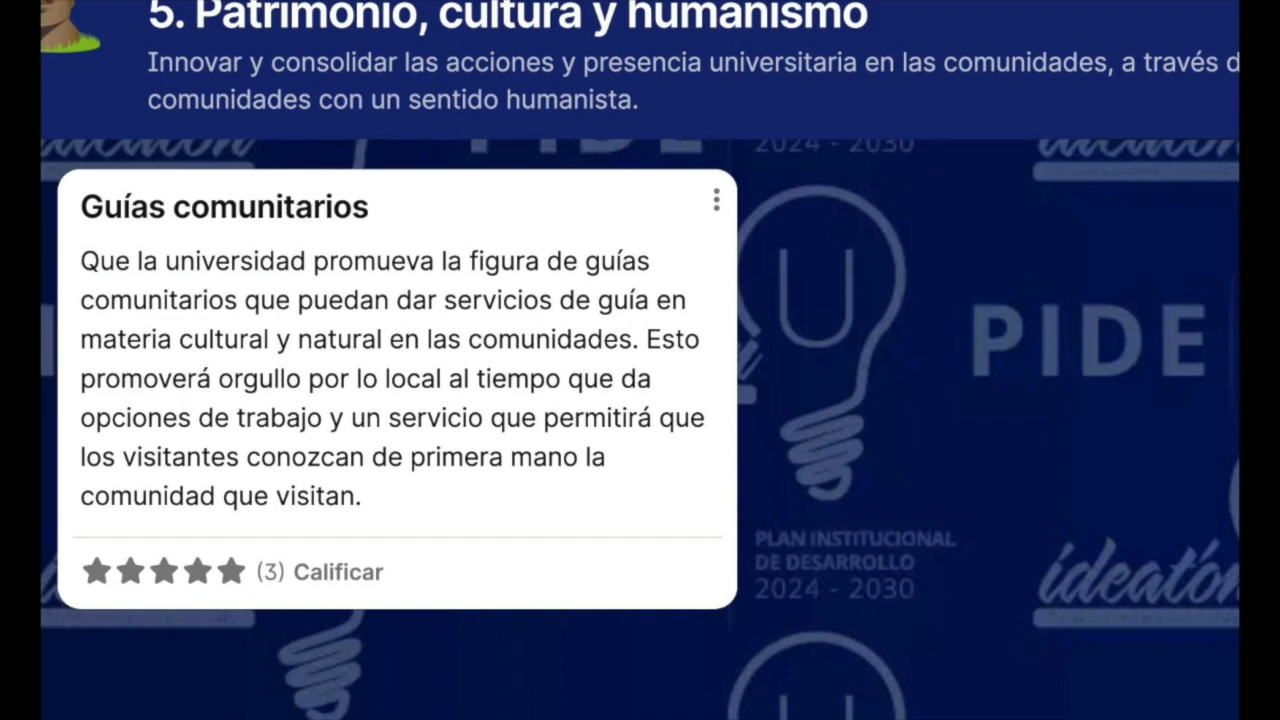 5. Patrimonio, cultura y humanismo
Innovar y consolidar las acciones y presencia universitaria en las comunidades, a través d
comunidades con un sentido humanista.
ideatón
PIDE
2024 - 2030
Guías comunitarios
Que la universidad promueva la figura de guías
comunitarios que puedan dar servicios de guía en
materia cultural y natural en las comunidades. Esto
promoverá orgullo por lo local al tiempo que da
opciones de trabajo y un servicio que permitirá que
los visitantes conozcan de primera mano la
comunidad que visitan.
(3) Calificar
U
PIDE
PLAN INSTITUCIONAL
DE DESARROLLO
2024 - 2030
ideatón